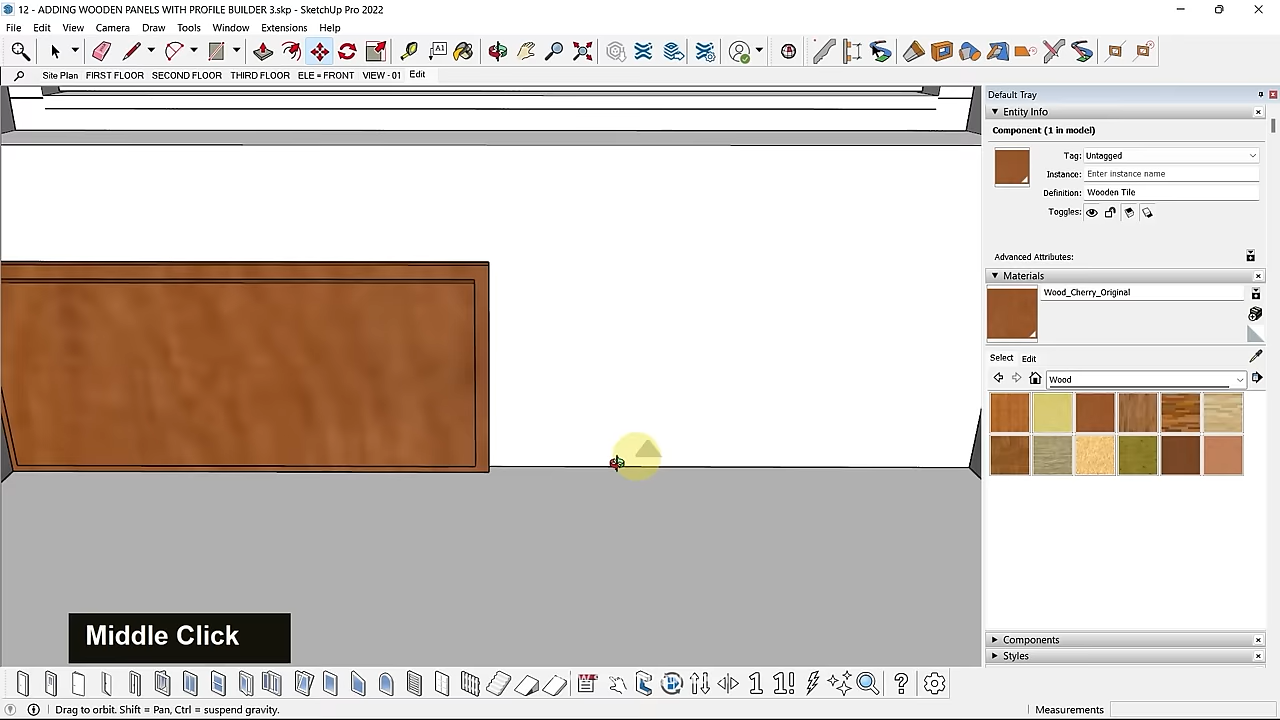 12 - ADDING WOODEN PANELS WITH PROFILE BUILDER 3.skp - SketchUp Pro 2022
File Edit View Camera Draw Tools Window Extensions Help
Site Plan FIRST FLOOR SECOND FLOOR THIRD FLOOR ELE = FRONT VIEW - 01 Edit
Default Tray
Entity Info
Component (1 in model)
Tag: Untagged
Instance: Enter instance name
Definition: Wooden Tile
Toggles:
Advanced Attributes:
Materials
Wood_Cherry_Original
Select Edit
Wood
Middle Click
Components
Styles
Drag to orbit. Shift = Pan, Ctrl = suspend gravity.
Measurements